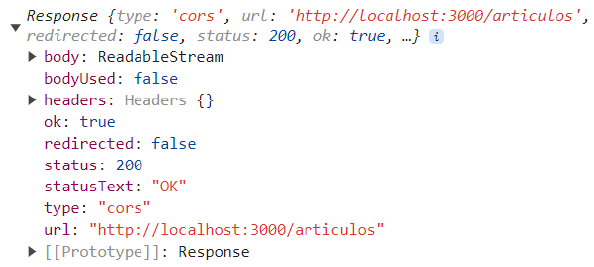 Response {type: 'cors', url: 'http://localhost:3000/articulos',
redirected: false, status: 200, ok: true, …} i
body: ReadableStream
bodyUsed: false
headers: Headers {}
ok: true
redirected: false
status: 200
statusText: "OK"
type: "cors"
url: "http://localhost:3000/articulos"
[[Prototype]]: Response